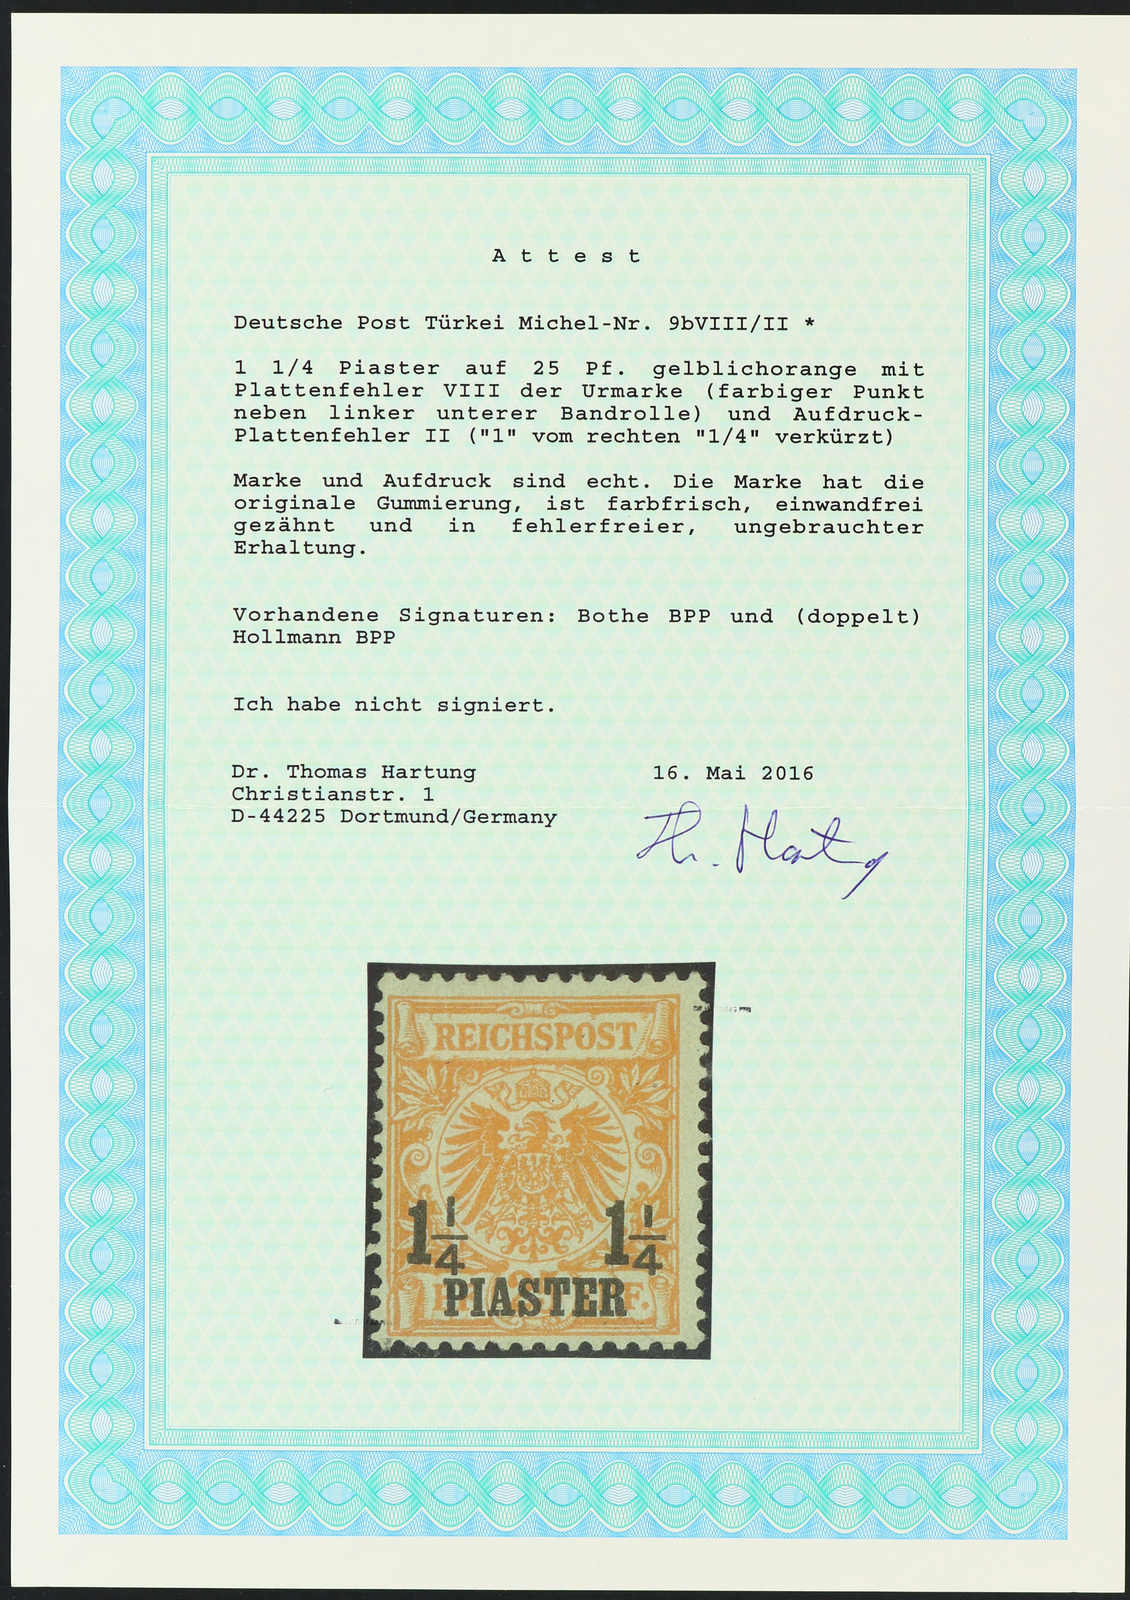 Attest
Deutsche Post Türkei Michel-Nr. 9bVIII/II *
1 1/4 Piaster auf 25 Pf. gelblichorange mit
Plattenfehler VIII der Urmarke (farbiger Punkt
neben linker unterer Bandrolle) und Aufdruck-
Plattenfehler II ("1" vom rechten "1/4" verkürzt)
Marke und Aufdruck sind echt. Die Marke hat die
originale Gummierung, ist farbfrisch, einwandfrei
gezähnt und in fehlerfreier, ungebrauchter
Erhaltung.
Vorhandene Signaturen: Bothe BPP und (doppelt)
Hollmann BPP
Ich habe nicht signiert.
Dr. Thomas Hartung 16. Mai 2016
Christianstr. 1
D-44225 Dortmund/Germany
Th. Hartung
REICHSPOST
1 1/4 1 1/4
PIASTER